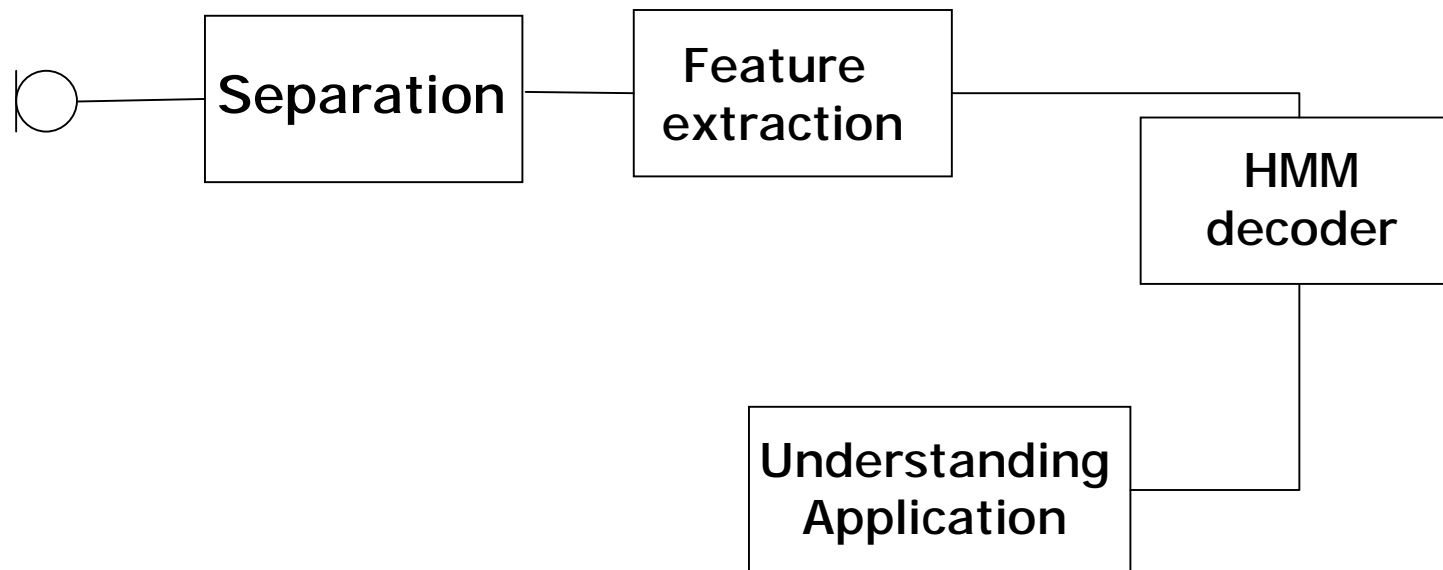 Separation
Feature
extraction
HMM
decoder
Understanding
Application